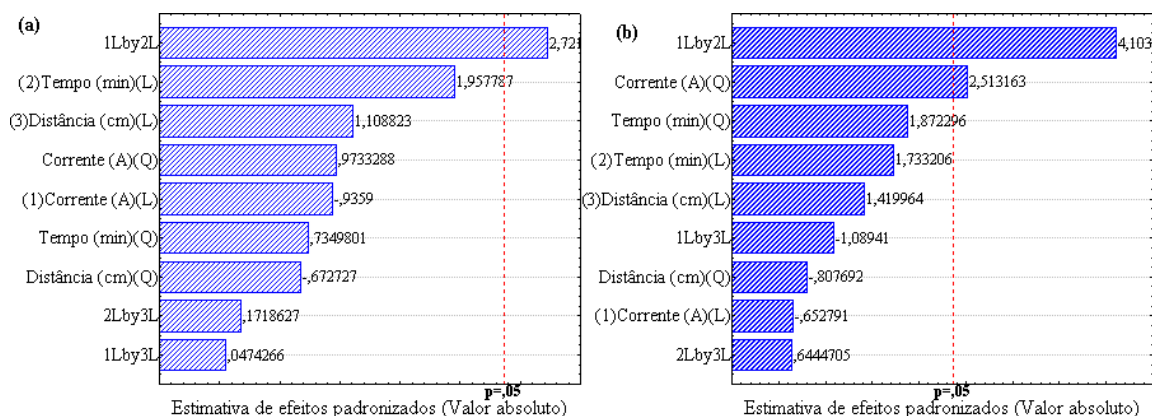 (a)
1Lby2L
2,721
(2)Tempo (min)(L)
1,957787
(3)Distância (cm)(L)
1,108823
Corrente (A)(Q)
,9733288
(1)Corrente (A)(L)
-,9359
Tempo (min)(Q)
,7349801
Distância (cm)(Q)
-,672727
2Lby3L
,1718627
1Lby3L
,0474266
p=,05
Estimativa de efeitos padronizados (Valor absoluto)
(b)
1Lby2L
4,103
Corrente (A)(Q)
2,513163
Tempo (min)(Q)
1,872296
(2)Tempo (min)(L)
1,733206
(3)Distância (cm)(L)
1,419964
1Lby3L
-1,08941
Distância (cm)(Q)
-,807692
(1)Corrente (A)(L)
-,652791
2Lby3L
,6444705
p=,05
Estimativa de efeitos padronizados (Valor absoluto)